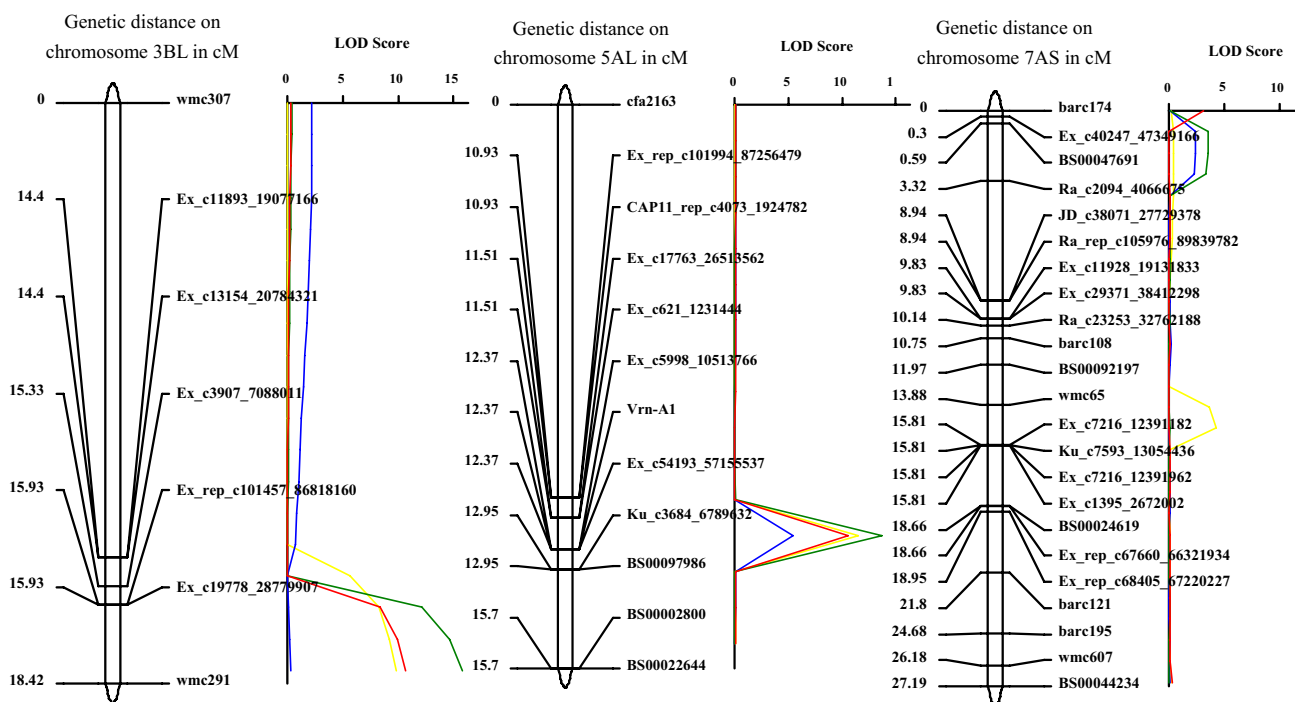 Genetic distance on
chromosome 3BL in cM
LOD Score
0 5 10 15
0 wmc307
14.4 Ex_c11893_19077166
14.4 Ex_c13154_20784321
15.33 Ex_c3907_7088011
15.93 Ex_rep_c101457_86818160
15.93 Ex_c19778_28779907
18.42 wmc291
Genetic distance on
chromosome 5AL in cM
LOD Score
0 5 10 1
0 cfa2163
10.93 Ex_rep_c101994_87256479
10.93 CAP11_rep_c4073_1924782
11.51 Ex_c17763_26513562
11.51 Ex_c621_1231444
12.37 Ex_c5998_10513766
12.37 Vrn-A1
12.37 Ex_c54193_57155537
12.95 Ku_c3684_6789632
12.95 BS00097986
15.7 BS00002800
15.7 BS00022644
Genetic distance on
chromosome 7AS in cM
LOD Score
0 5 10
0 barc174
0.3 Ex_c40247_47349166
0.59 BS00047691
3.32 Ra_c2094_4066675
8.94 JD_c38071_27729378
8.94 Ra_rep_c105976_89839782
9.83 Ex_c11928_19131833
9.83 Ex_c29371_38412298
10.14 Ra_c23253_32762188
10.75 barc108
11.97 BS00092197
13.88 wmc65
15.81 Ex_c7216_12391182
15.81 Ku_c7593_13054436
15.81 Ex_c7216_12391962
15.81 Ex_c1395_2672002
18.66 BS00024619
18.66 Ex_rep_c67660_66321934
18.95 Ex_rep_c68405_67220227
21.8 barc121
24.68 barc195
26.18 wmc607
27.19 BS00044234